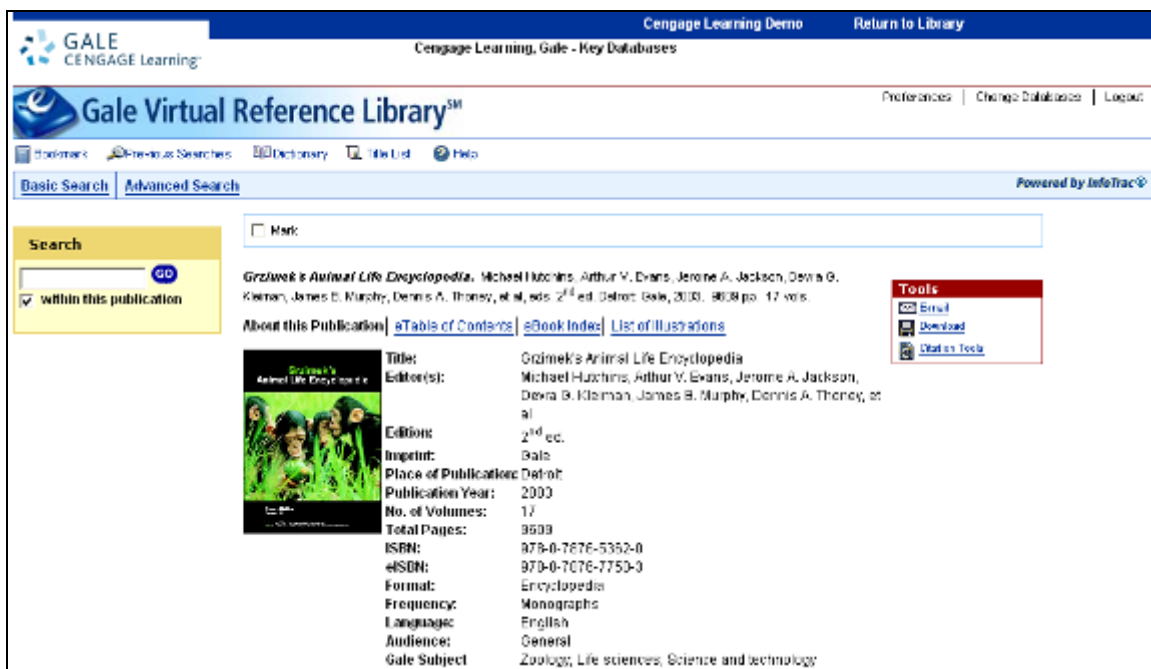 Cengage Learning Demo Return to Library
GALE
CENGAGE Learning
Cengage Learning, Gale - Key Databases
Gale Virtual Reference Library℠
Preferences | Change Databases | Logout
Bookmark Previous Searches Dictionary Title List Help
Basic Search | Advanced Search
Powered by InfoTrac®
Mark
Search
GO
within this publication
Grzimek's Animal Life Encyclopedia. Michael Hutchins, Arthur V. Evans, Jerome A. Jackson, Devra G.
Kleiman, James B. Murphy, Dennis A. Thoney, et al, eds. 2nd ed. Detroit: Gale, 2003. 9609 pp. 17 vols.
Tools
E-mail
Download
Citation Tools
About this Publication | eTable of Contents | eBook Index | List of Illustrations
Grzimek's
Animal Life Encyclopedia
Title: Grzimek's Animal Life Encyclopedia
Editor(s): Michael Hutchins, Arthur V. Evans, Jerome A. Jackson,
Devra G. Kleiman, James B. Murphy, Dennis A. Thoney, et
al
Edition: 2nd ed.
Imprint: Gale
Place of Publication: Detroit
Publication Year: 2003
No. of Volumes: 17
Total Pages: 9609
ISBN: 978-0-7876-5362-0
eISBN: 978-0-7876-7750-3
Format: Encyclopedia
Frequency: Monographs
Language: English
Audience: General
Gale Subject Zoology; Life sciences; Science and technology